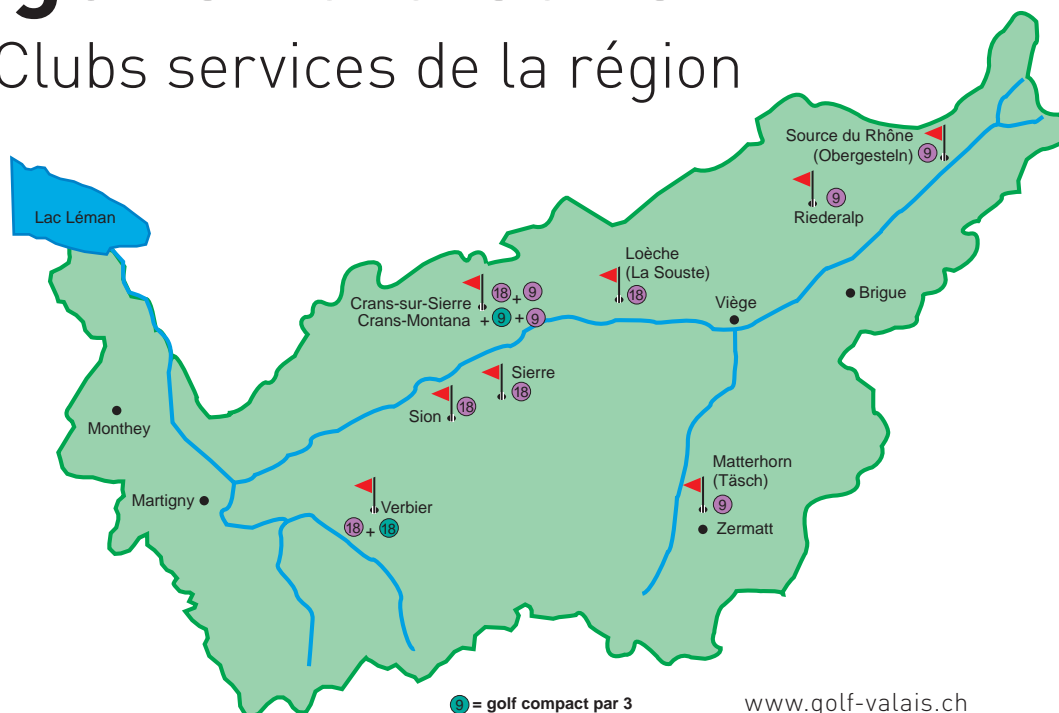 Clubs services de la région
Source du Rhône
(Obergesteln) 9
9
Riederalp
Lac Léman
Loèche
(La Souste)
18
Crans-sur-Sierre 18 + 9
Crans-Montana + 9 + 9
Viège
Brigue
Sierre
18
Sion 18
Monthey
Matterhorn
(Täsch)
9
Martigny
Verbier
18 + 18
Zermatt
9 = golf compact par 3
www.golf-valais.ch